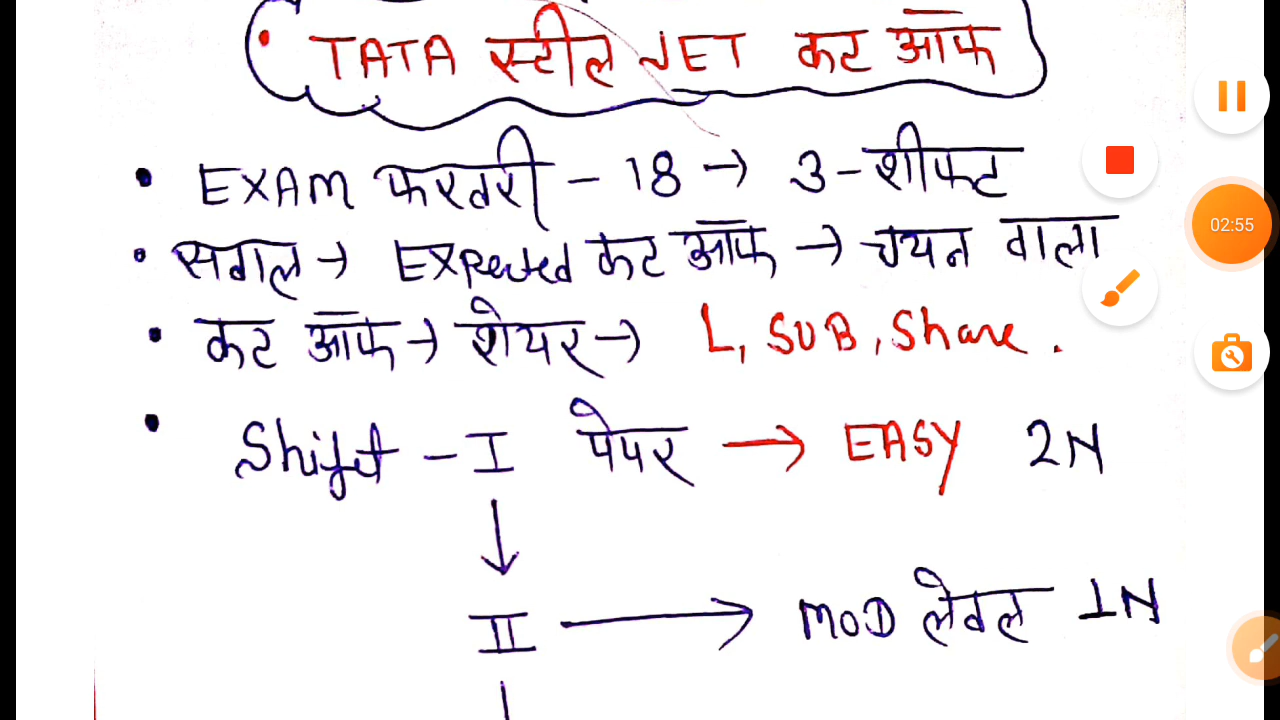 • TATA स्टील JET कट ऑफ
• EXAM फरवरी - 18 → 3 - शीफ्ट
• सवाल → Expected कट ऑफ → चयन वाला
• कट ऑफ → शेयर → L, SUB, Share.
• Shift - I पेपर → EASY 2N
↓
II → MOD लेवल 1N
02:55